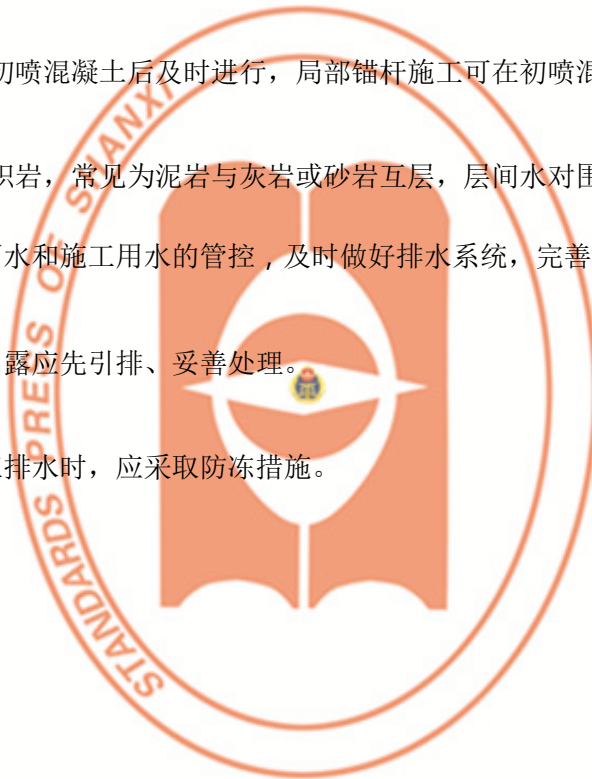 初喷混凝土后及时进行，局部锚杆施工可在初喷混
积岩，常见为泥岩与灰岩或砂岩互层，层间水对围
水和施工用水的管控，及时做好排水系统，完善
露应先引排、妥善处理。
排水时，应采取防冻措施。
STANDARDS PRESS OF SHANXI